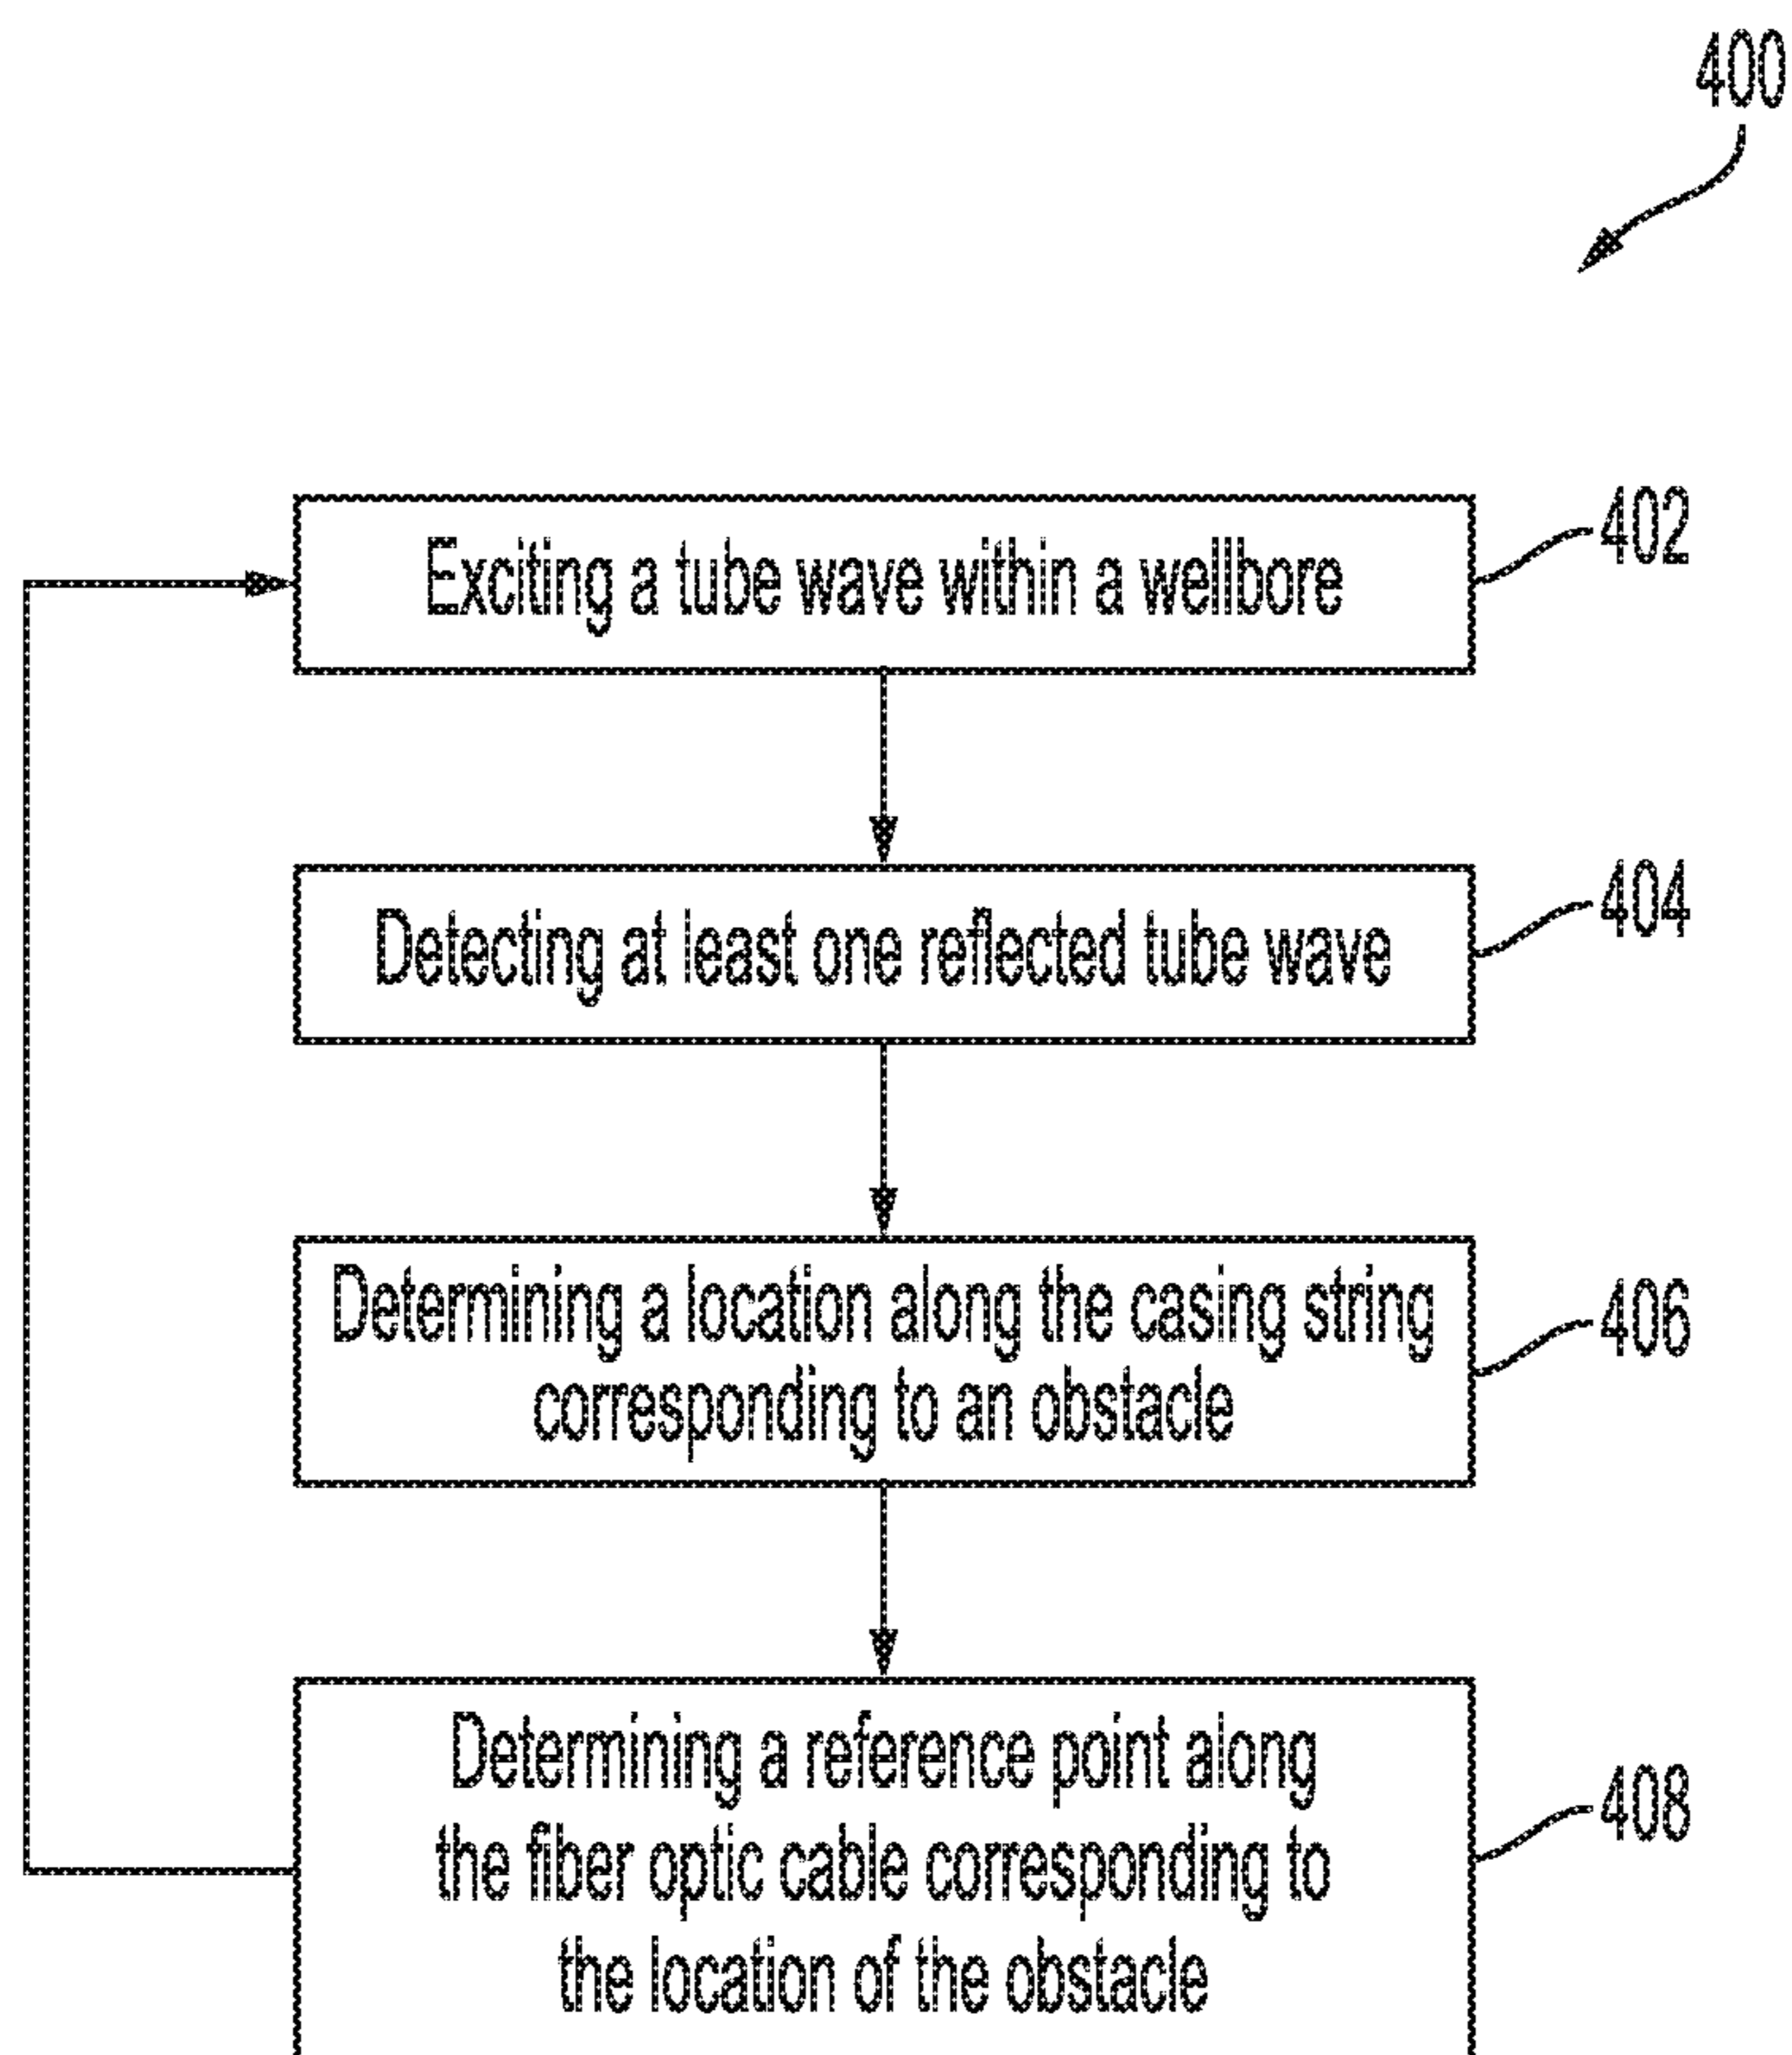 400
Exciting a tube wave within a wellbore
402
Detecting at least one reflected tube wave
404
Determining a location along the casing string
corresponding to an obstacle
406
Determining a reference point along
the fiber optic cable corresponding to
the location of the obstacle
408